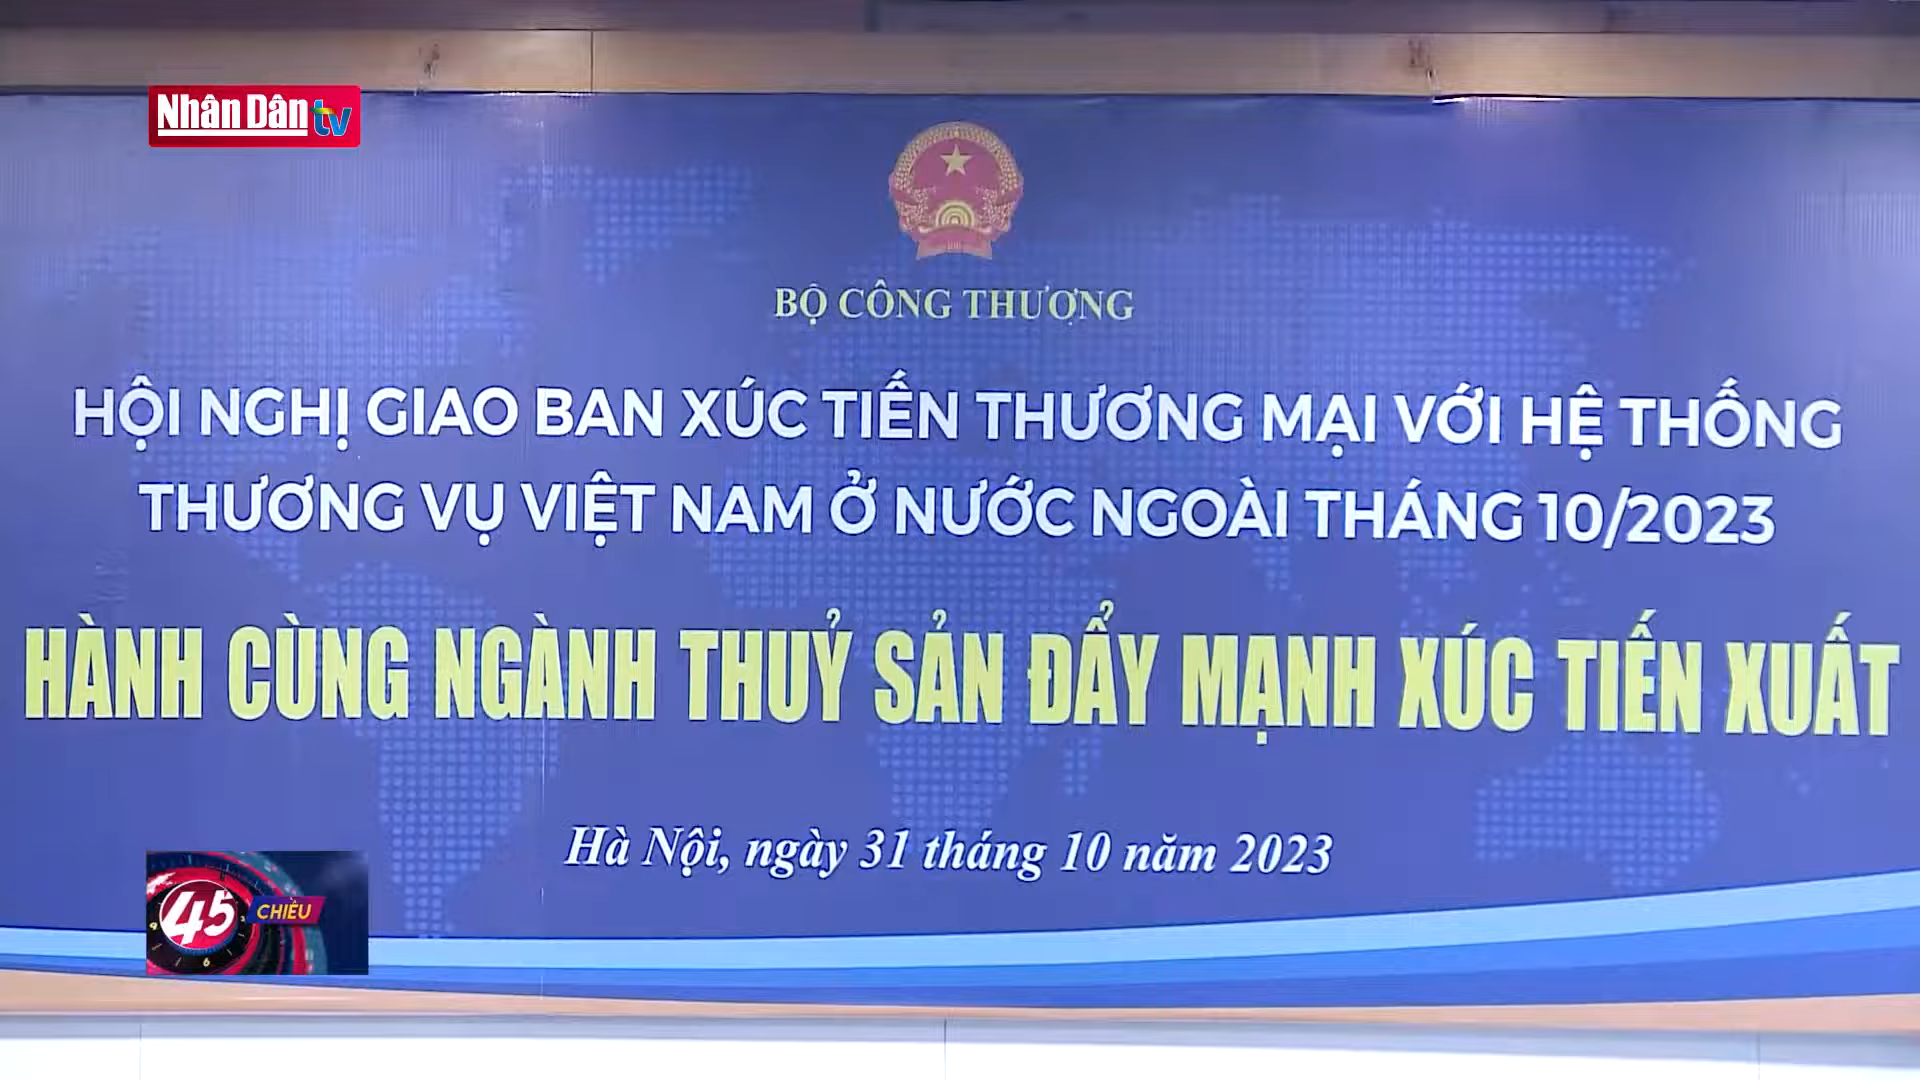 Nhân Dân tv
BỘ CÔNG THƯƠNG
HỘI NGHỊ GIAO BAN XÚC TIẾN THƯƠNG MẠI VỚI HỆ THỐNG
THƯƠNG VỤ VIỆT NAM Ở NƯỚC NGOÀI THÁNG 10/2023
HÀNH CÙNG NGÀNH THUỶ SẢN ĐẨY MẠNH XÚC TIẾN XUẤT
Hà Nội, ngày 31 tháng 10 năm 2023
45 CHIỀU